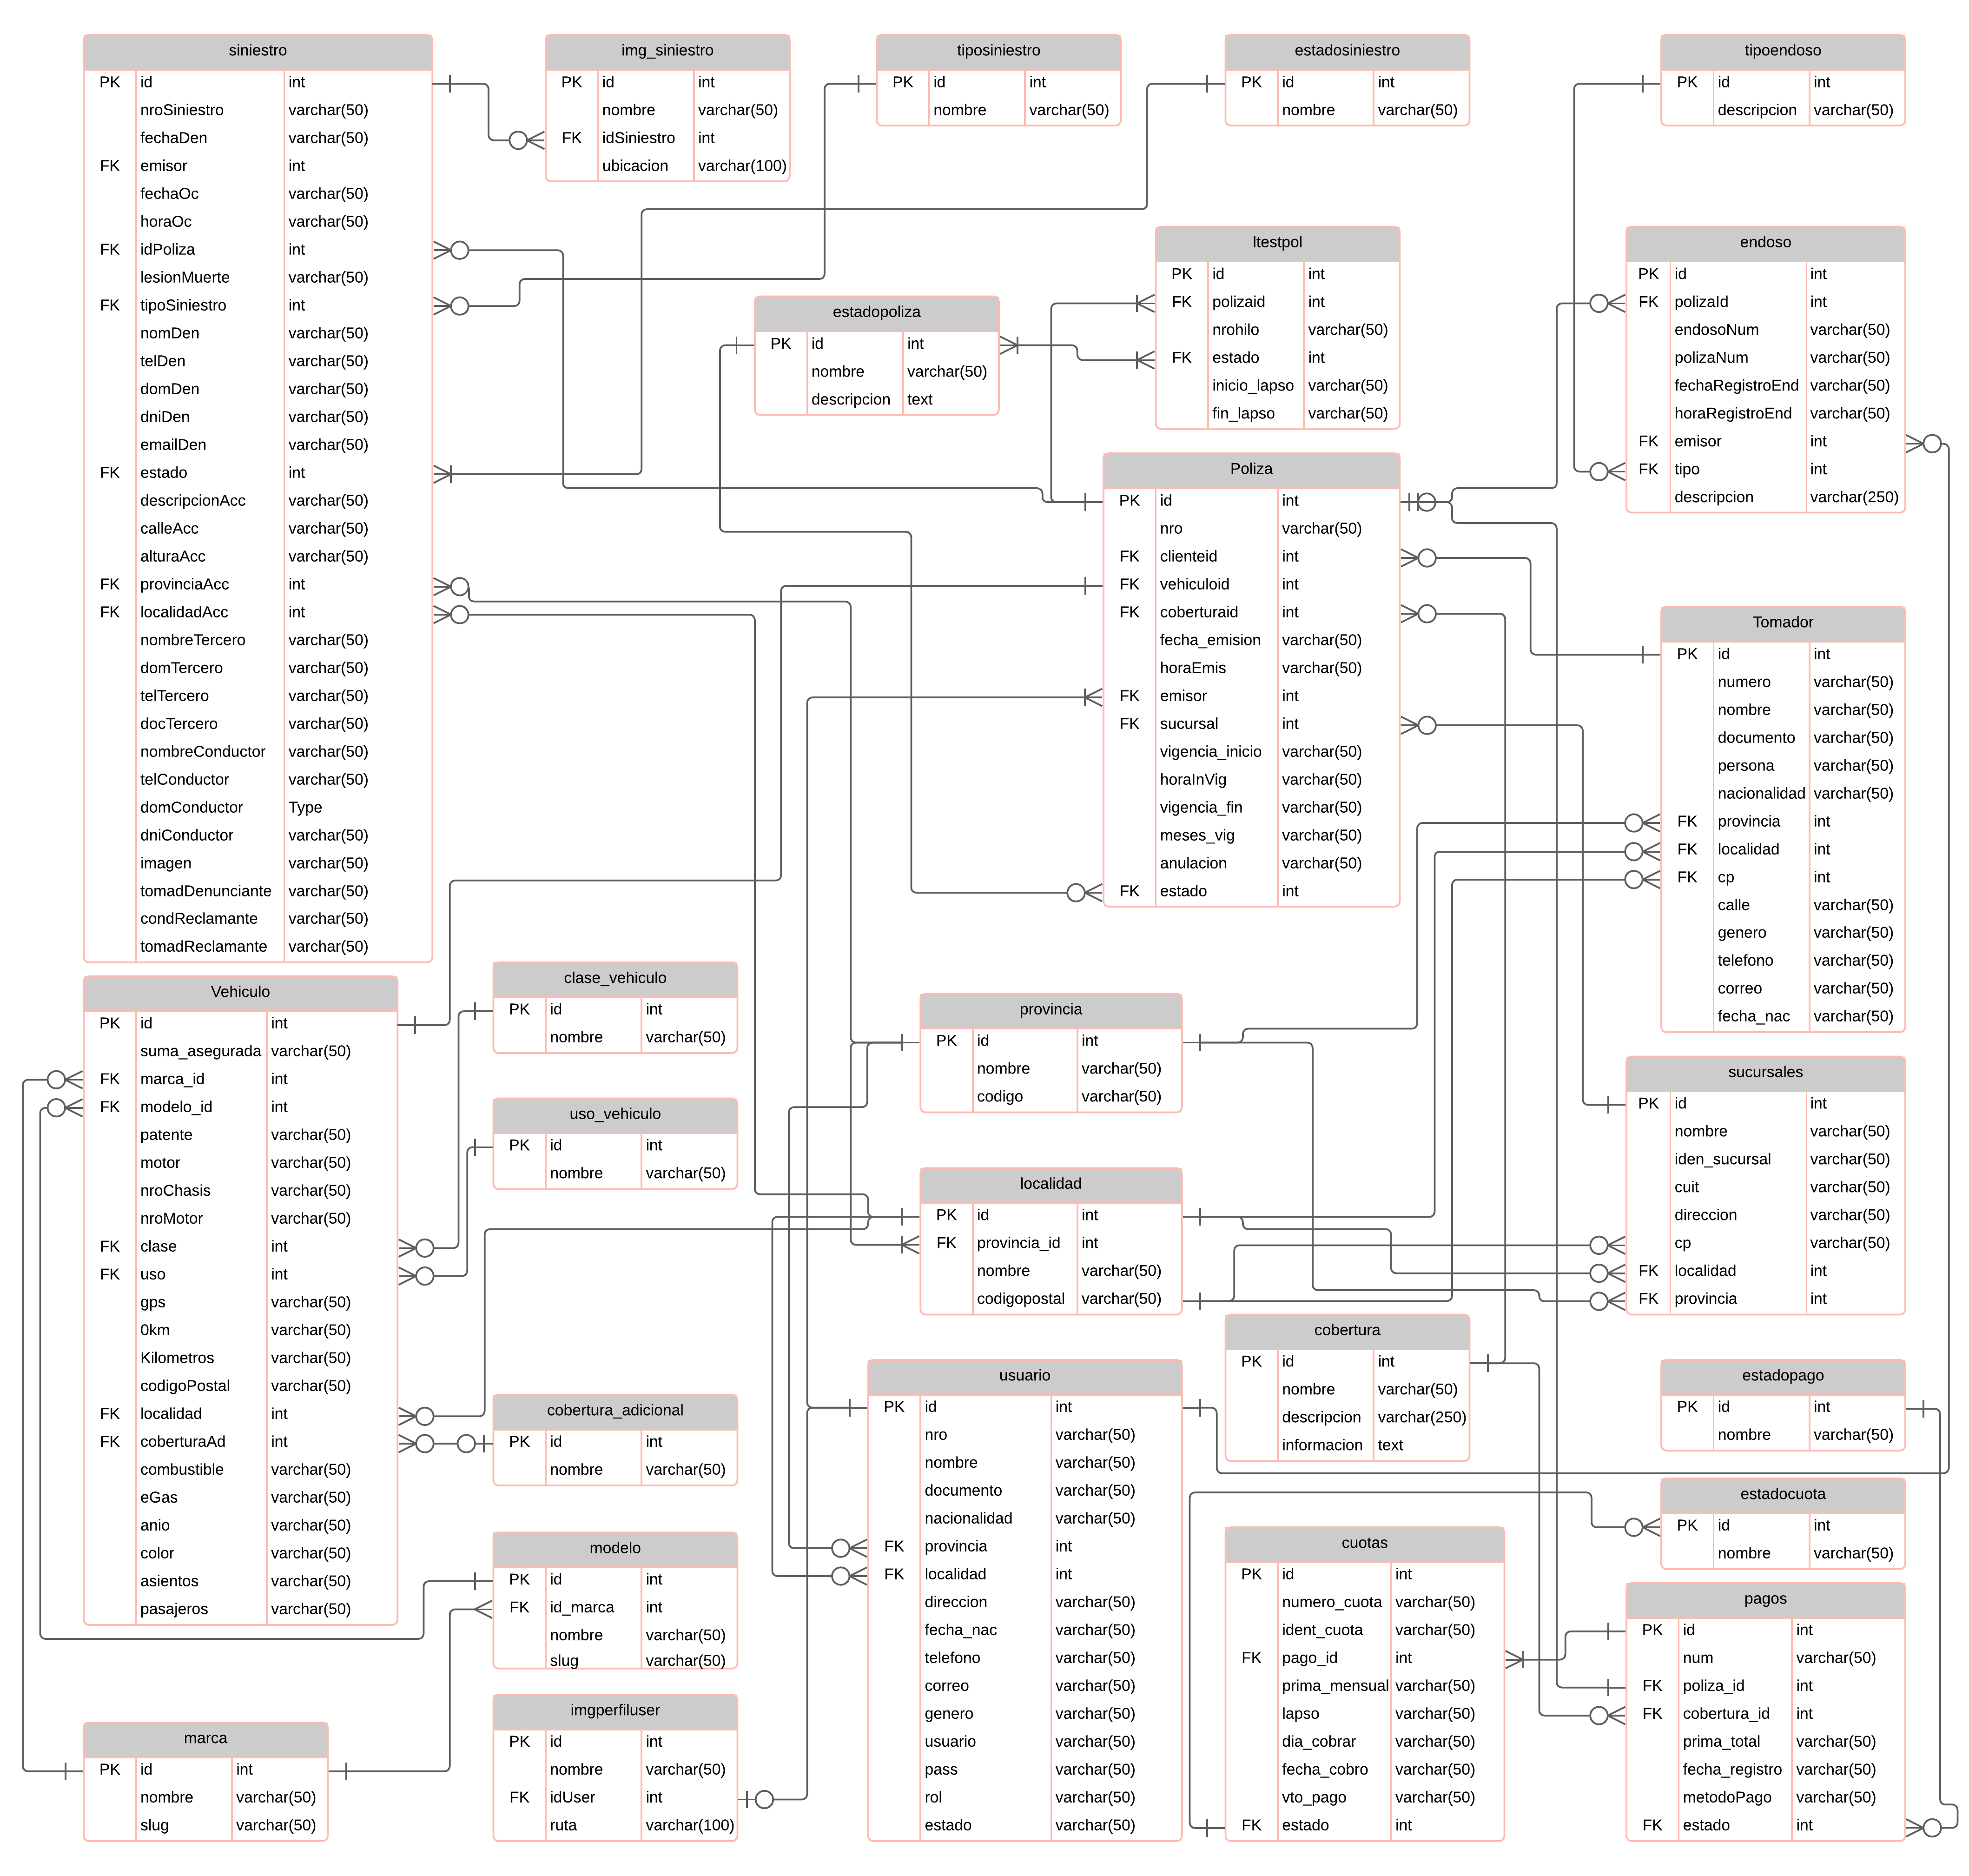 siniestro
PK id int
nroSiniestro varchar(50)
fechaDen varchar(50)
FK emisor int
fechaOc varchar(50)
horaOc varchar(50)
FK idPoliza int
lesionMuerte varchar(50)
FK tipoSiniestro int
nomDen varchar(50)
telDen varchar(50)
domDen varchar(50)
dniDen varchar(50)
emailDen varchar(50)
FK estado int
descripcionAcc varchar(50)
calleAcc varchar(50)
alturaAcc varchar(50)
FK provinciaAcc int
FK localidadAcc int
nombreTercero varchar(50)
domTercero varchar(50)
telTercero varchar(50)
docTercero varchar(50)
nombreConductor varchar(50)
telConductor varchar(50)
domConductor Type
dniConductor varchar(50)
imagen varchar(50)
tomadDenunciante varchar(50)
condReclamante varchar(50)
tomadReclamante varchar(50)
img_siniestro
PK id int
nombre varchar(50)
FK idSiniestro int
ubicacion varchar(100)
tiposiniestro
PK id int
nombre varchar(50)
estadosiniestro
PK id int
nombre varchar(50)
tipoendoso
PK id int
descripcion varchar(50)
ltestpol
PK id int
FK polizaid int
nrohilo varchar(50)
FK estado int
inicio_lapso varchar(50)
fin_lapso varchar(50)
endoso
PK id int
FK polizaId int
endosoNum varchar(50)
polizaNum varchar(50)
fechaRegistroEnd varchar(50)
horaRegistroEnd varchar(50)
FK emisor int
FK tipo int
descripcion varchar(250)
estadopoliza
PK id int
nombre varchar(50)
descripcion text
Poliza
PK id int
nro varchar(50)
FK clienteid int
FK vehiculoid int
FK coberturaid int
fecha_emision varchar(50)
horaEmis varchar(50)
FK emisor int
FK sucursal int
vigencia_inicio varchar(50)
horaInVig varchar(50)
vigencia_fin varchar(50)
meses_vig varchar(50)
anulacion varchar(50)
FK estado int
Tomador
PK id int
numero varchar(50)
nombre varchar(50)
documento varchar(50)
persona varchar(50)
nacionalidad varchar(50)
FK provincia int
FK localidad int
FK cp int
calle varchar(50)
genero varchar(50)
telefono varchar(50)
correo varchar(50)
fecha_nac varchar(50)
Vehiculo
PK id int
suma_asegurada varchar(50)
FK marca_id int
FK modelo_id int
patente varchar(50)
motor varchar(50)
nroChasis varchar(50)
nroMotor varchar(50)
FK clase int
FK uso int
gps varchar(50)
0km varchar(50)
Kilometros varchar(50)
codigoPostal varchar(50)
FK localidad int
FK coberturaAd int
combustible varchar(50)
eGas varchar(50)
anio varchar(50)
color varchar(50)
asientos varchar(50)
pasajeros varchar(50)
clase_vehiculo
PK id int
nombre varchar(50)
uso_vehiculo
PK id int
nombre varchar(50)
provincia
PK id int
nombre varchar(50)
codigo varchar(50)
localidad
PK id int
FK provincia_id int
nombre varchar(50)
codigopostal varchar(50)
sucursales
PK id int
nombre varchar(50)
iden_sucursal varchar(50)
cuit varchar(50)
direccion varchar(50)
cp varchar(50)
FK localidad int
FK provincia int
cobertura
PK id int
nombre varchar(50)
descripcion varchar(250)
informacion text
cobertura_adicional
PK id int
nombre varchar(50)
usuario
PK id int
nro varchar(50)
nombre varchar(50)
documento varchar(50)
nacionalidad varchar(50)
FK provincia int
FK localidad int
direccion varchar(50)
fecha_nac varchar(50)
telefono varchar(50)
correo varchar(50)
genero varchar(50)
usuario varchar(50)
pass varchar(50)
rol varchar(50)
estado varchar(50)
estadopago
PK id int
nombre varchar(50)
estadocuota
PK id int
nombre varchar(50)
modelo
PK id int
FK id_marca int
nombre varchar(50)
slug varchar(50)
cuotas
PK id int
numero_cuota varchar(50)
ident_cuota varchar(50)
FK pago_id int
prima_mensual varchar(50)
lapso varchar(50)
dia_cobrar varchar(50)
fecha_cobro varchar(50)
vto_pago varchar(50)
FK estado int
pagos
PK id int
num varchar(50)
FK poliza_id int
FK cobertura_id int
prima_total varchar(50)
fecha_registro varchar(50)
metodoPago varchar(50)
FK estado int
marca
PK id int
nombre varchar(50)
slug varchar(50)
imgperfiluser
PK id int
nombre varchar(50)
FK idUser int
ruta varchar(100)